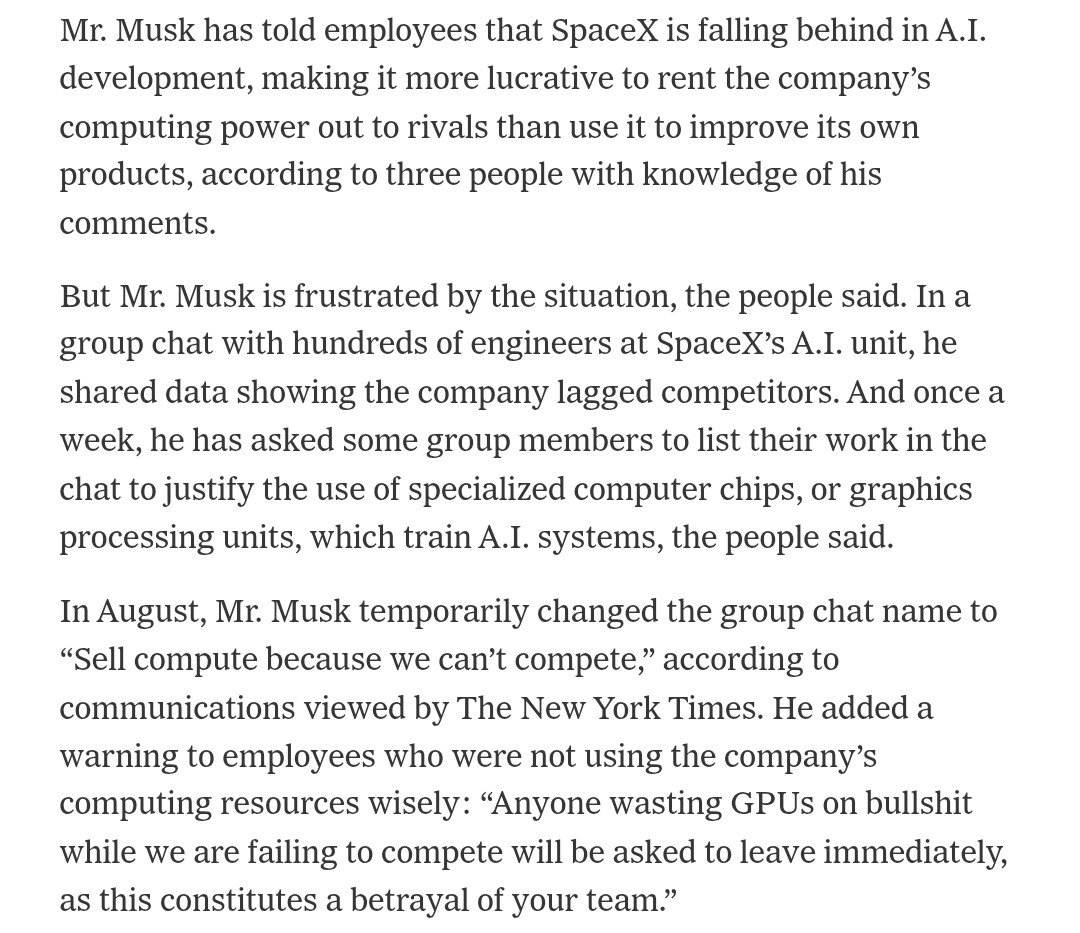 Mr. Musk has told employees that SpaceX is falling behind in A.I.
development, making it more lucrative to rent the company’s
computing power out to rivals than use it to improve its own
products, according to three people with knowledge of his
comments.
But Mr. Musk is frustrated by the situation, the people said. In a
group chat with hundreds of engineers at SpaceX’s A.I. unit, he
shared data showing the company lagged competitors. And once a
week, he has asked some group members to list their work in the
chat to justify the use of specialized computer chips, or graphics
processing units, which train A.I. systems, the people said.
In August, Mr. Musk temporarily changed the group chat name to
“Sell compute because we can’t compete,” according to
communications viewed by The New York Times. He added a
warning to employees who were not using the company’s
computing resources wisely: “Anyone wasting GPUs on bullshit
while we are failing to compete will be asked to leave immediately,
as this constitutes a betrayal of your team.”